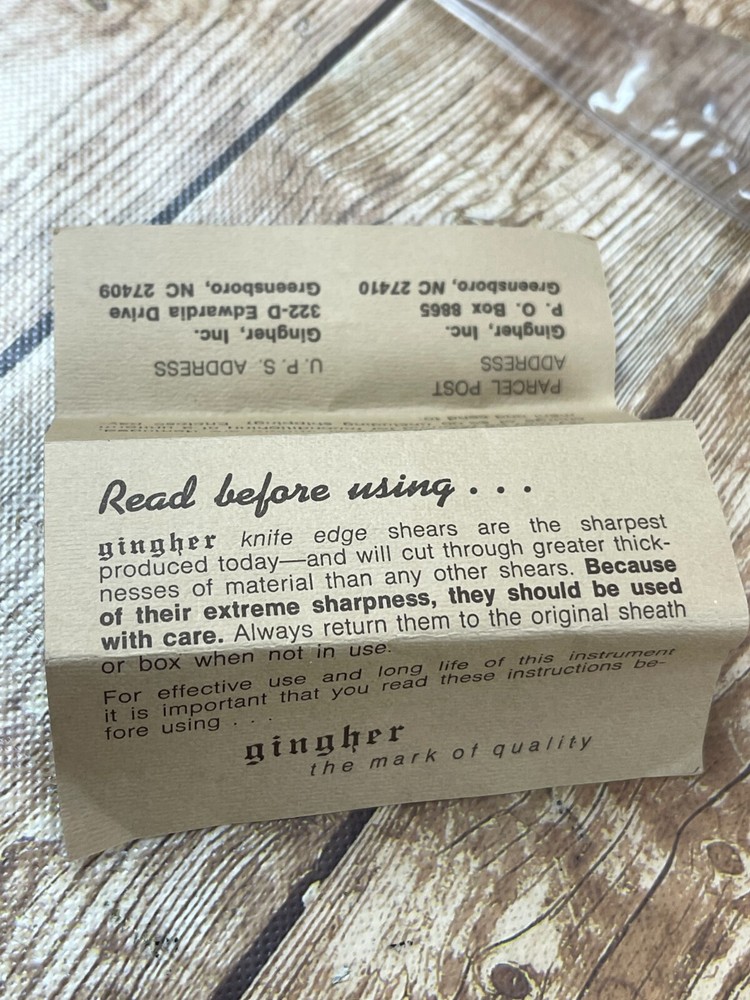 PARCEL POST
ADDRESS
Gingher, Inc.
P. O. Box 8865
Greensboro, NC 27410
U. P. S. ADDRESS
Gingher, Inc.
322-D Edwardia Drive
Greensboro, NC 27409
Read before using . . .
gingher knife edge shears are the sharpest
produced today—and will cut through greater thick-
nesses of material than any other shears. Because
of their extreme sharpness, they should be used
with care. Always return them to the original sheath
or box when not in use.
For effective use and long life of this instrument
it is important that you read these instructions be-
fore using . . .
gingher
the mark of quality